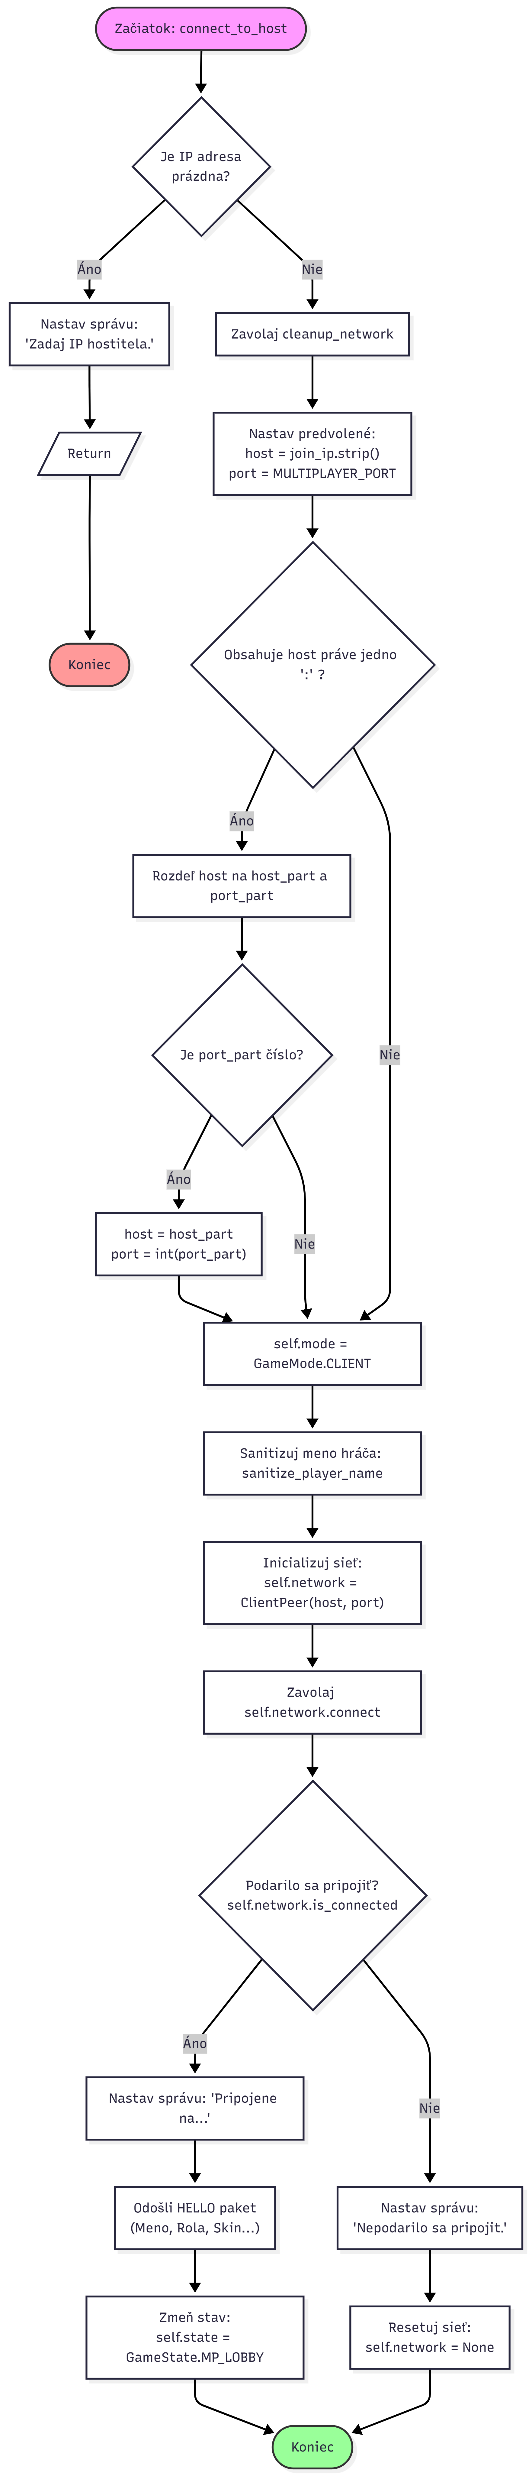 Začiatok: connect_to_host
Je IP adresa
prázdna?
Áno
Nie
Nastav správu:
'Zadaj IP hostitela.'
Zavolaj cleanup_network
Return
Nastav predvolené:
host = join_ip.strip()
port = MULTIPLAYER_PORT
Koniec
Obsahuje host práve jedno
':' ?
Áno
Rozdeľ host na host_part a
port_part
Je port_part číslo?
Nie
Áno
host = host_part
port = int(port_part)
Nie
self.mode =
GameMode.CLIENT
Sanitizuj meno hráča:
sanitize_player_name
Inicializuj sieť:
self.network =
ClientPeer(host, port)
Zavolaj
self.network.connect
Podarilo sa pripojiť?
self.network.is_connected
Áno
Nastav správu: 'Pripojene
na...'
Nie
Odošli HELLO paket
(Meno, Rola, Skin...)
Nastav správu:
'Nepodarilo sa pripojit.'
Zmeň stav:
self.state =
GameState.MP_LOBBY
Resetuj sieť:
self.network = None
Koniec